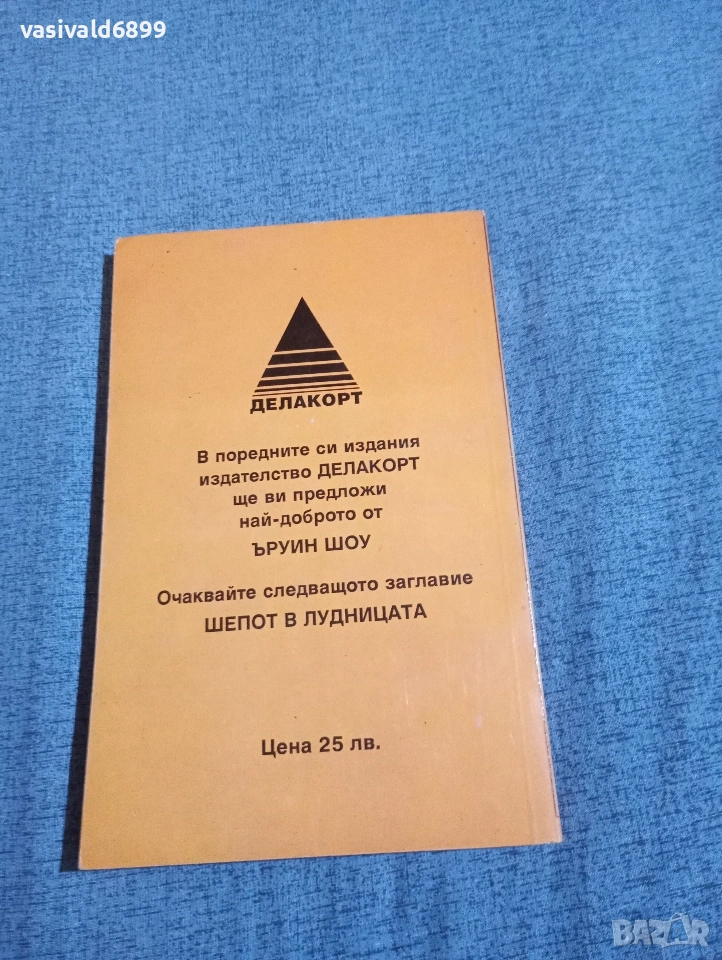 vasivald6899
ДЕЛАКОРТ
В поредните си издания
издателство ДЕЛАКОРТ
ще ви предложи
най-доброто от
ЪРУИН ШОУ
Очаквайте следващото заглавие
ШЕПОТ В ЛУДНИЦАТА
Цена 25 лв.
BAZAR